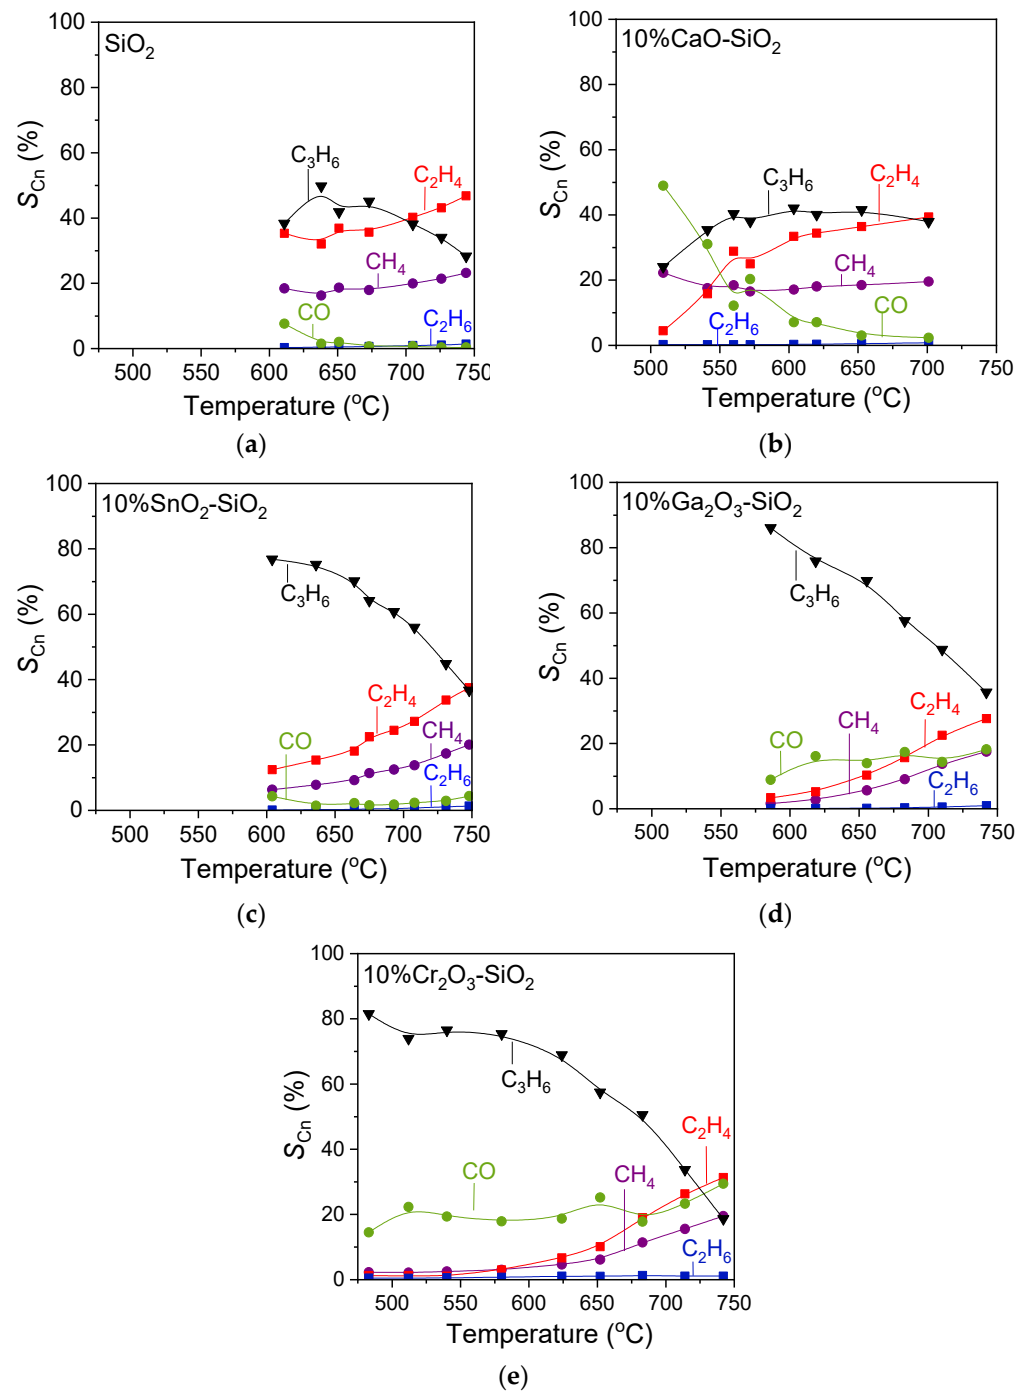 SiO2
100
80
60
40
20
0
SCn (%)
C3H6
C2H4
CH4
CO
C2H6
500 550 600 650 700 750
Temperature (oC)
(a)
10%CaO-SiO2
100
80
60
40
20
0
SCn (%)
C3H6
C2H4
CH4
CO
C2H6
500 550 600 650 700 750
Temperature (oC)
(b)
10%SnO2-SiO2
100
80
60
40
20
0
SCn (%)
C3H6
C2H4
CH4
CO
C2H6
500 550 600 650 700 750
Temperature (oC)
(c)
10%Ga2O3-SiO2
100
80
60
40
20
0
SCn (%)
C3H6
C2H4
CH4
CO
C2H6
500 550 600 650 700 750
Temperature (oC)
(d)
10%Cr2O3-SiO2
100
80
60
40
20
0
SCn (%)
C3H6
C2H4
CO
CH4
C2H6
500 550 600 650 700 750
Temperature (oC)
(e)